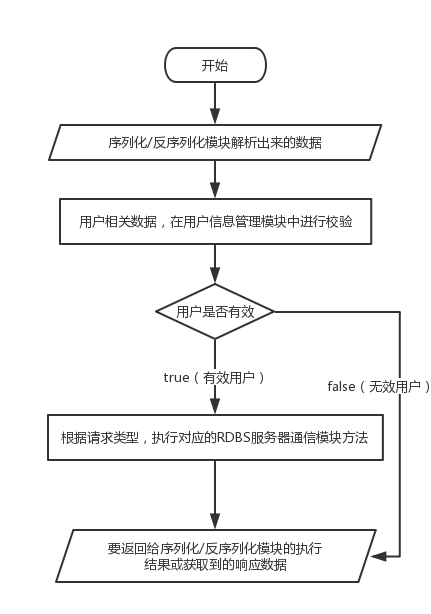 开始
序列化/反序列化模块解析出来的数据
用户相关数据，在用户信息管理模块中进行校验
用户是否有效
true（有效用户）
false（无效用户）
根据请求类型，执行对应的RDBS服务器通信模块方法
要返回给序列化/反序列化模块的执行
结果或获取到的响应数据